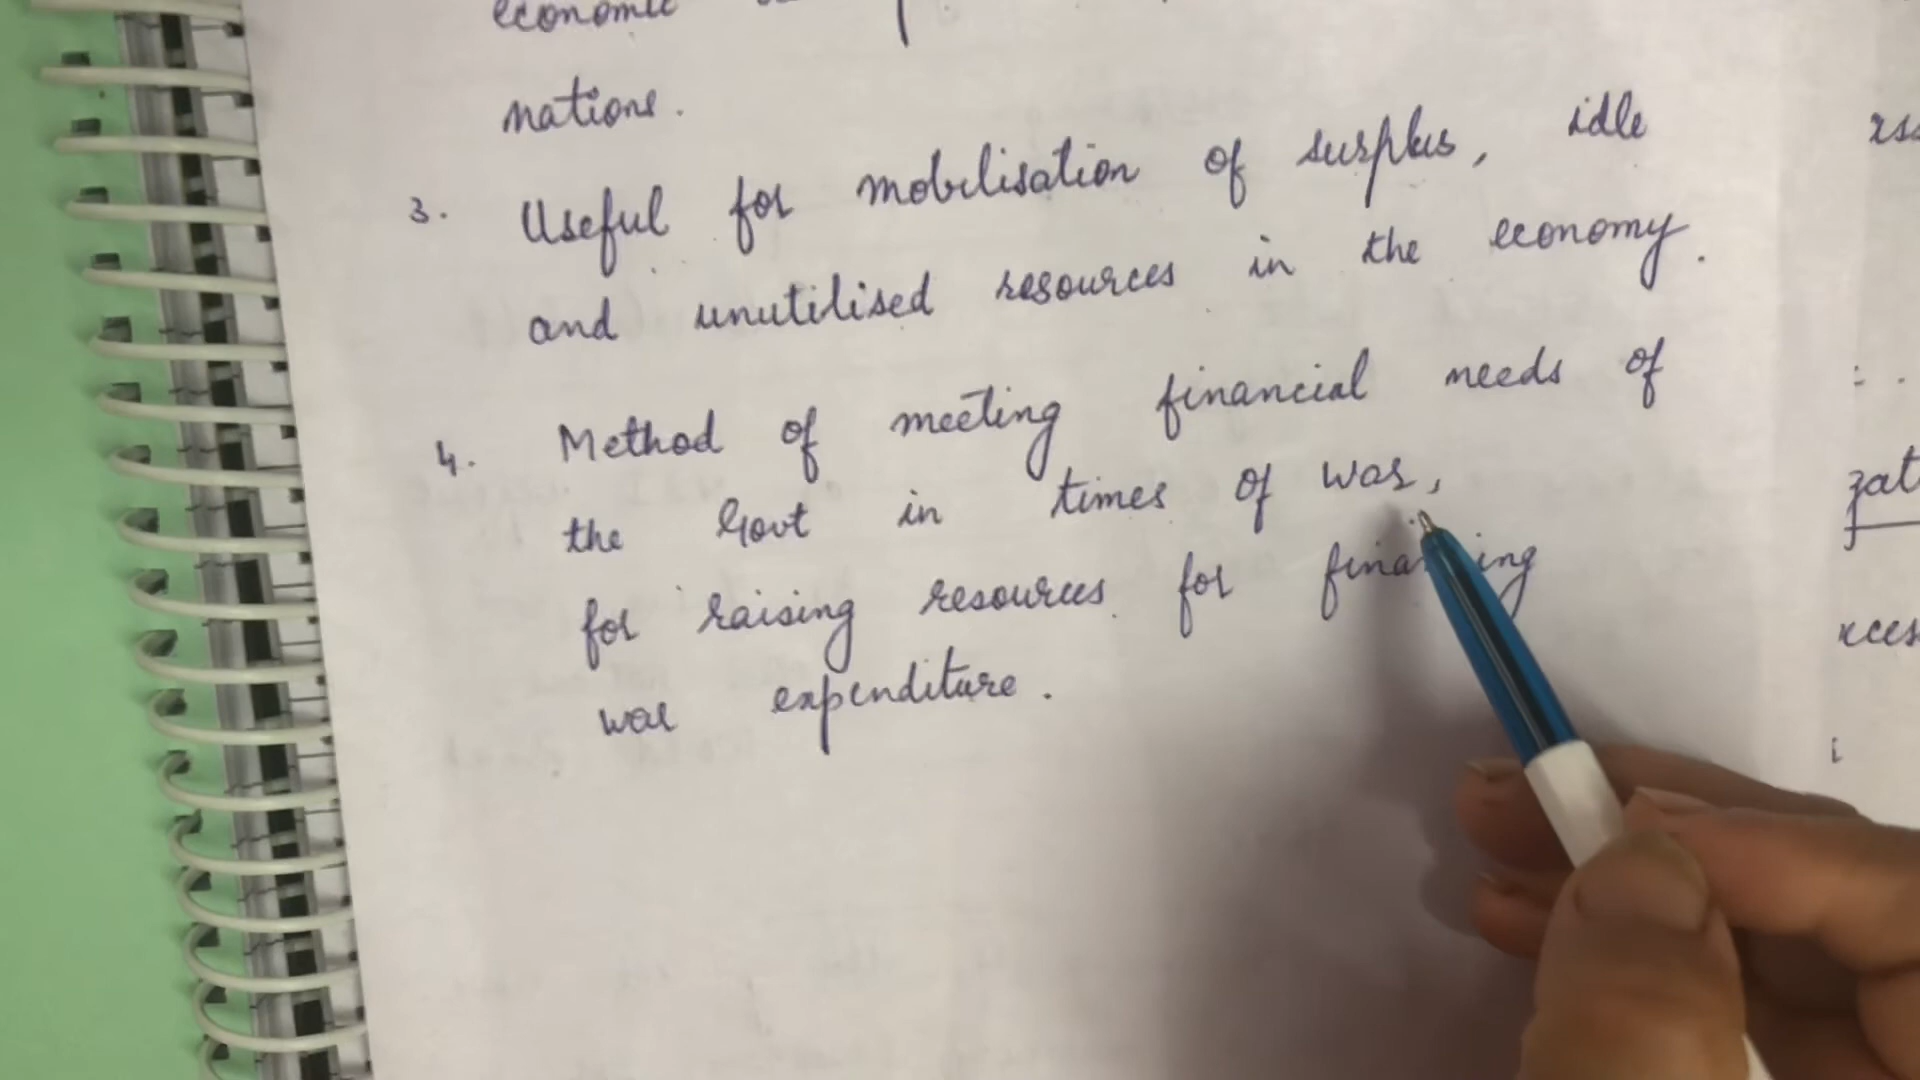 economic
nations.
3. Useful for mobilisation of surplus, idle
and unutilised resources in the economy.
4. Method of meeting financial needs of
the Govt in times of war,
for raising resources for financing
war expenditure.